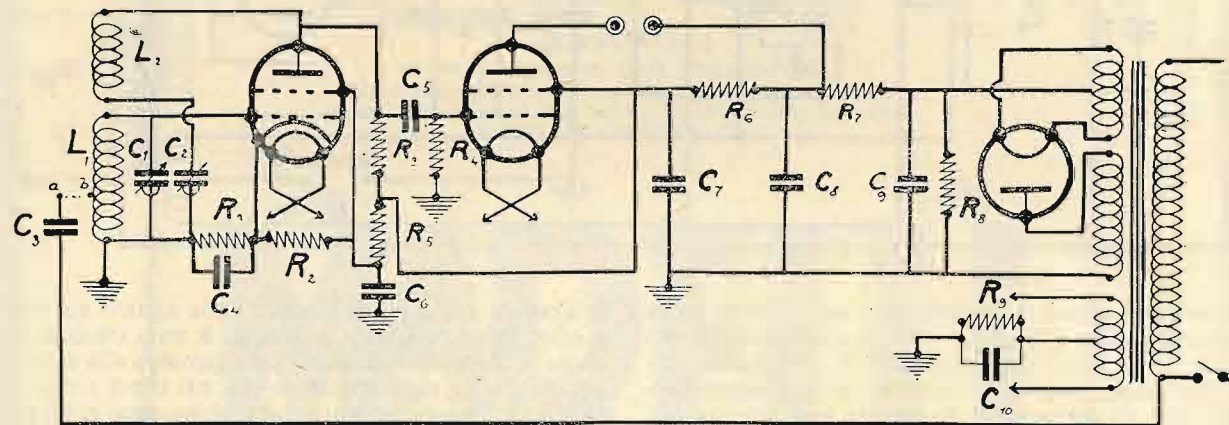 L₂
C₅
R₆
R₇
L₁
C₁
C₂
R₃
R₄
a
b
C₇
C₈
C₉
R₈
C₃
R₁
R₅
R₂
C₄
C₆
R₉
C₁₀